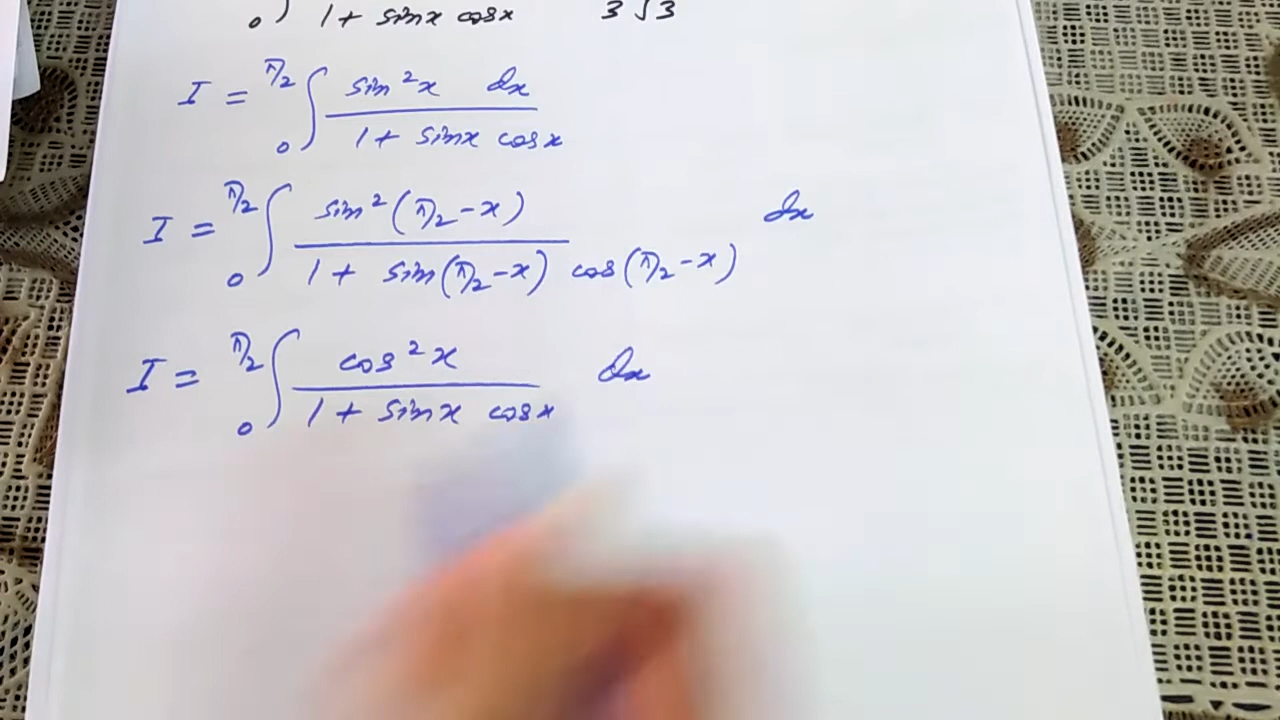 0∫ 1 + sinx cosx 3√3
I = π/2 ∫ 0 sin²x dx / 1 + sinx cosx
I = π/2 ∫ 0 sin²(π/2 - x) / 1 + sin(π/2 - x) cos(π/2 - x) dx
I = π/2 ∫ 0 cos²x / 1 + sinx cosx dx